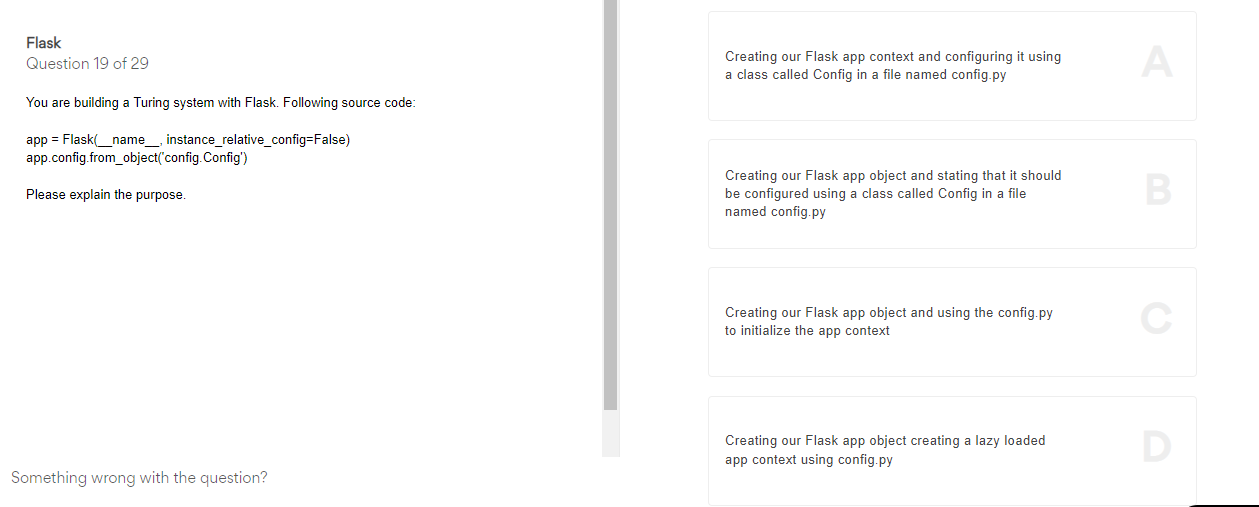 Flask
Question 19 of 29
You are building a Turing system with Flask. Following source code:
app = Flask(__name__, instance_relative_config=False)
app.config.from_object('config.Config')
Please explain the purpose.
Something wrong with the question?
Creating our Flask app context and configuring it using
a class called Config in a file named config.py
A
Creating our Flask app object and stating that it should
be configured using a class called Config in a file
named config.py
B
Creating our Flask app object and using the config.py
to initialize the app context
C
Creating our Flask app object creating a lazy loaded
app context using config.py
D